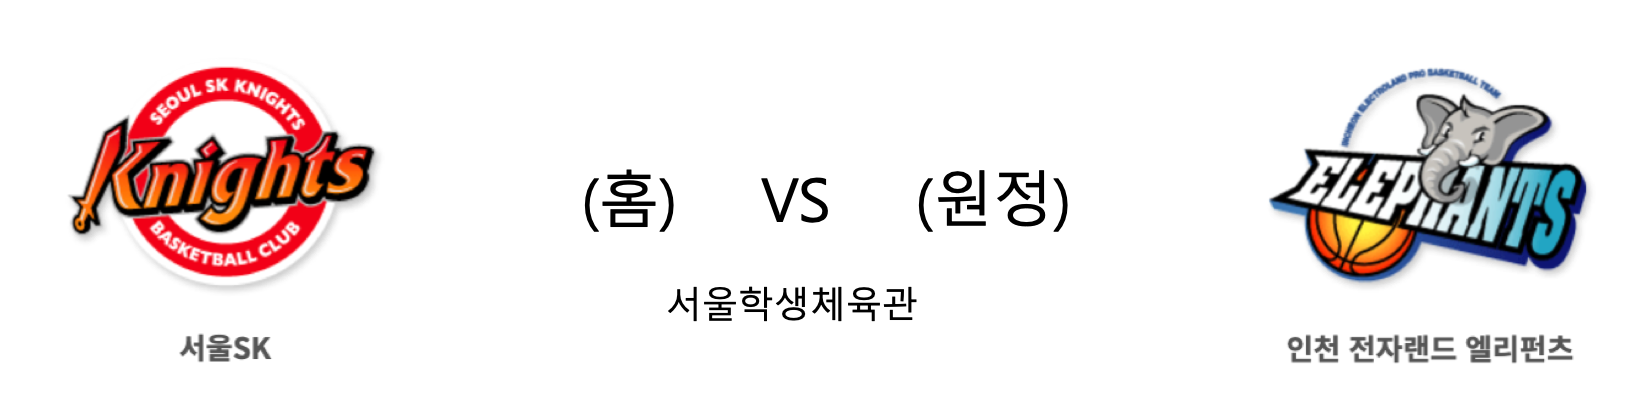 SEOUL SK KNIGHTS
Knights
BASKETBALL CLUB
서울SK
(홈) VS (원정)
서울학생체육관
INCHEON ELECTROLAND PRO BASKETBALL TEAM
ELEPHANTS
인천 전자랜드 엘리펀츠